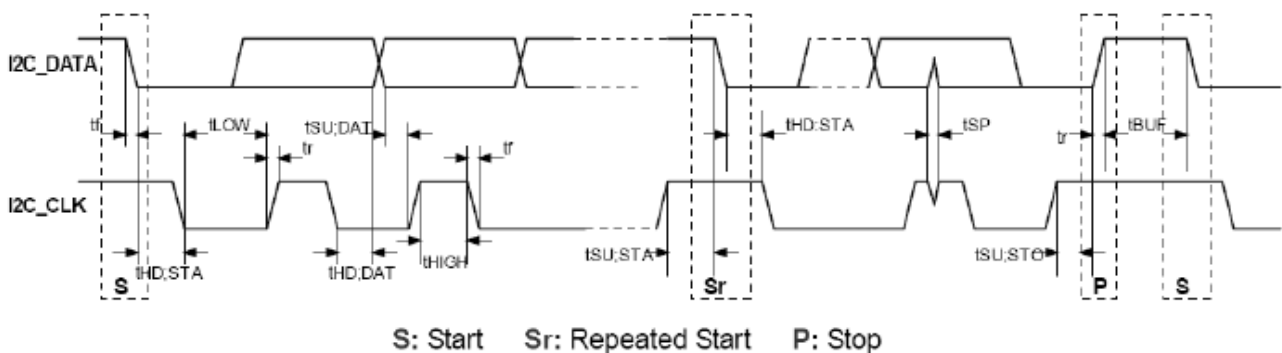 I2C_DATA
tf
tLOW
tSU;DAT
tr
tf
tHD;STA
tSP
tr
tBUF
I2C_CLK
tHD;STA
tHD;DAT
tHIGH
tSU;STA
tSU;STO
S
Sr
P
S
S: Start Sr: Repeated Start P: Stop